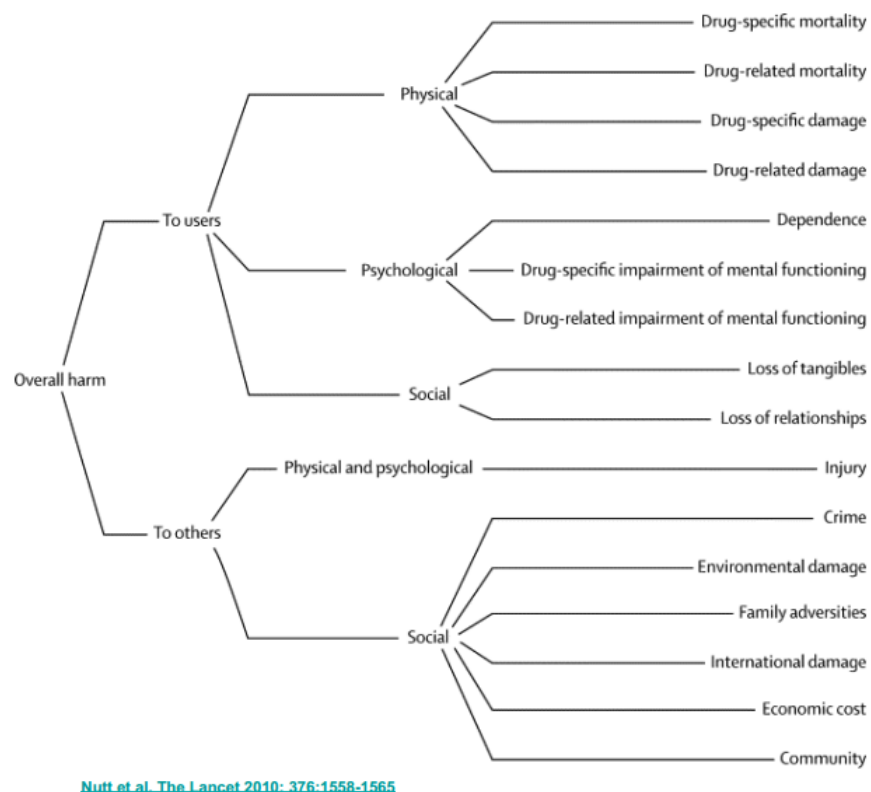 Drug-specific mortality
Drug-related mortality
Physical
Drug-specific damage
Drug-related damage
To users
Dependence
Psychological
Drug-specific impairment of mental functioning
Drug-related impairment of mental functioning
Loss of tangibles
Overall harm
Social
Loss of relationships
Physical and psychological
Injury
Crime
To others
Environmental damage
Family adversities
Social
International damage
Economic cost
Community
Nutt et al. The Lancet 2010; 376:1558-1565